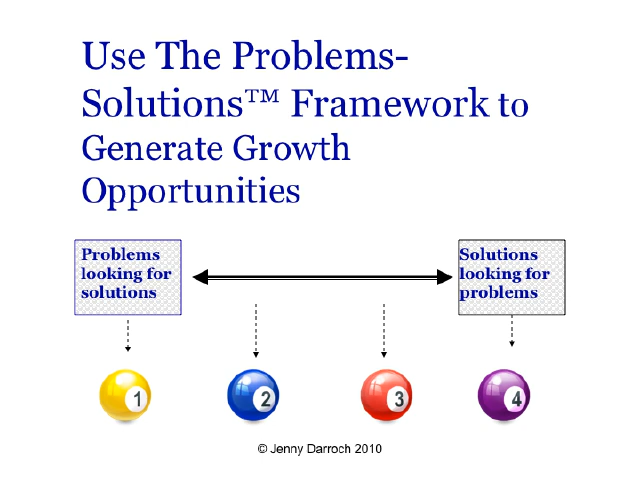 Use The Problems-
Solutions™ Framework to
Generate Growth
Opportunities
Problems
looking for
solutions
Solutions
looking for
problems
1
2
3
4
© Jenny Darroch 2010